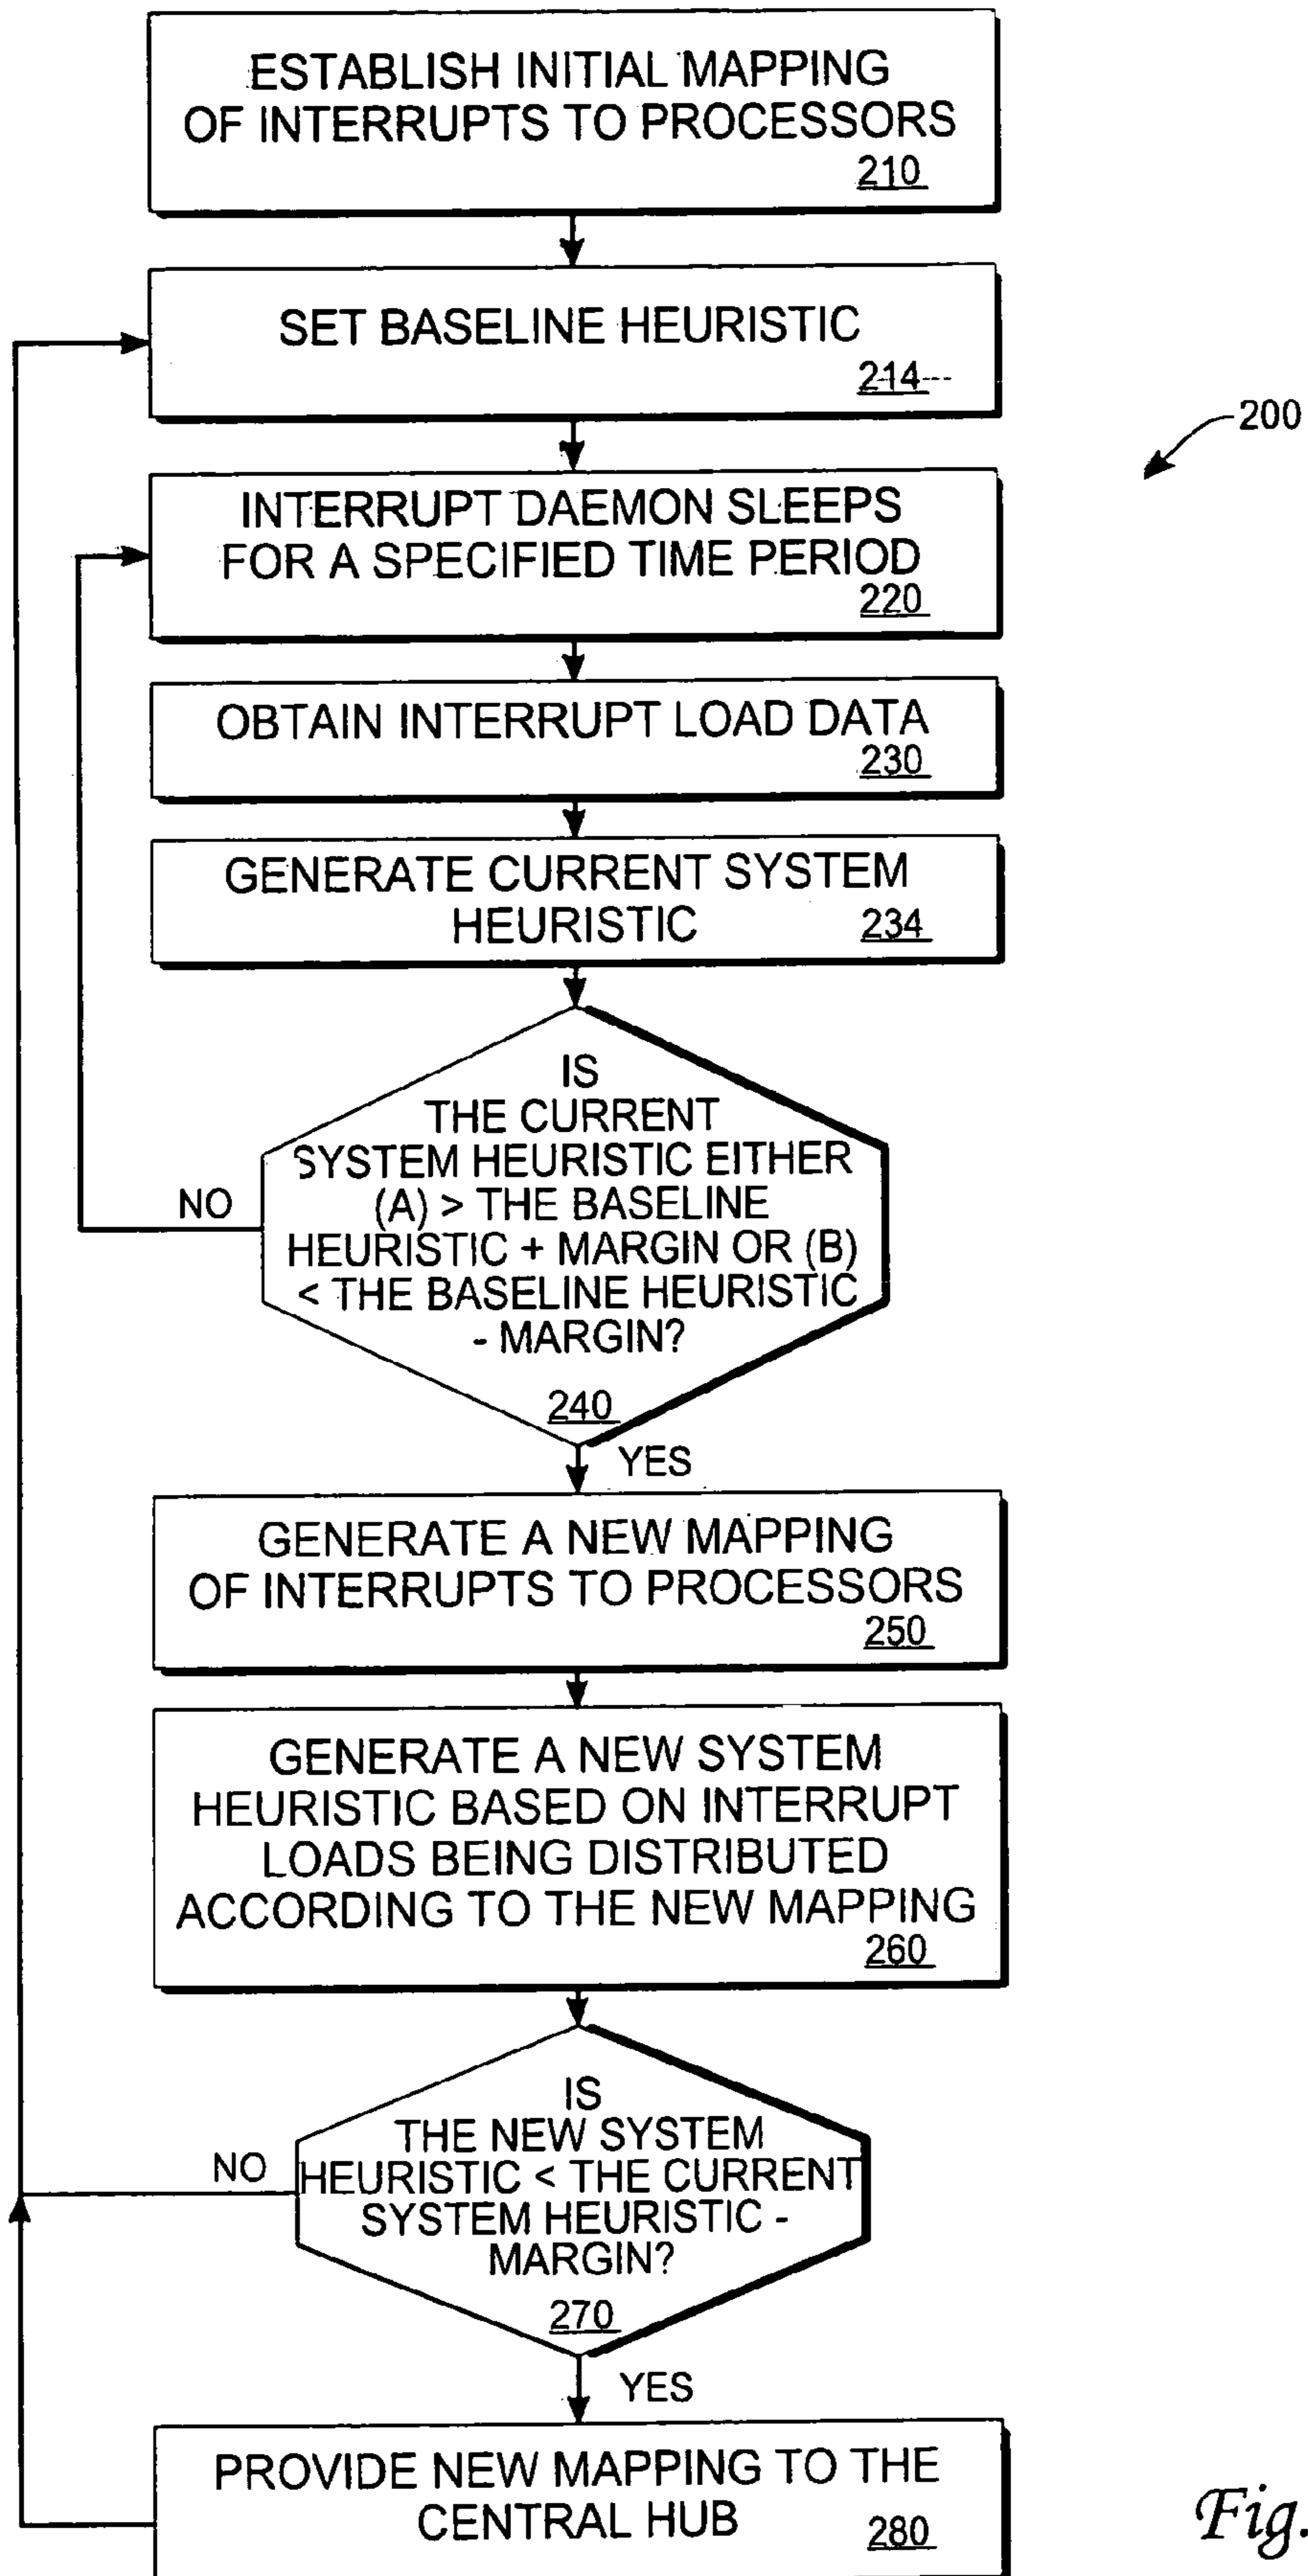 ESTABLISH INITIAL MAPPING
OF INTERRUPTS TO PROCESSORS
210
SET BASELINE HEURISTIC
214
200
INTERRUPT DAEMON SLEEPS
FOR A SPECIFIED TIME PERIOD
220
OBTAIN INTERRUPT LOAD DATA
230
GENERATE CURRENT SYSTEM
HEURISTIC 234
IS
THE CURRENT
SYSTEM HEURISTIC EITHER
(A) > THE BASELINE
HEURISTIC + MARGIN OR (B)
< THE BASELINE HEURISTIC
- MARGIN?
NO
240
YES
GENERATE A NEW MAPPING
OF INTERRUPTS TO PROCESSORS
250
GENERATE A NEW SYSTEM
HEURISTIC BASED ON INTERRUPT
LOADS BEING DISTRIBUTED
ACCORDING TO THE NEW MAPPING
260
IS
THE NEW SYSTEM
HEURISTIC < THE CURRENT
SYSTEM HEURISTIC -
MARGIN?
NO
270
YES
PROVIDE NEW MAPPING TO THE
CENTRAL HUB 280
Fig.